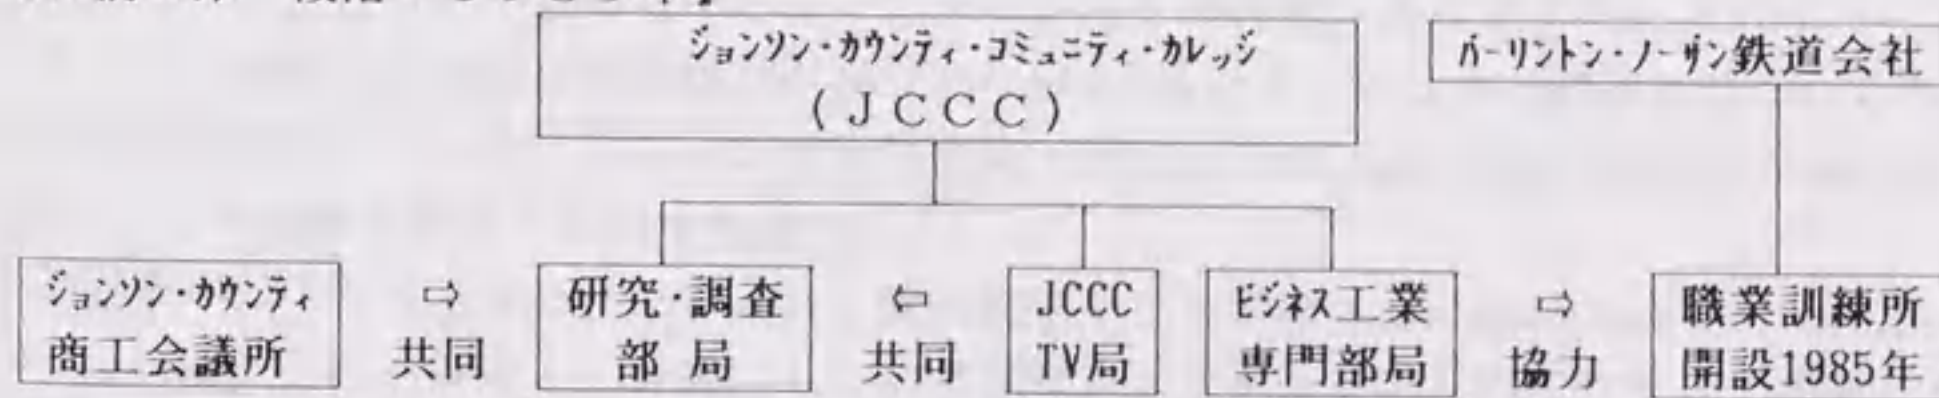 ジョンソン・カウンティ・コミュニティ・カレッジ
(JCCC)
バーリントン・ノーザン鉄道会社
ジョンソン・カウンティ
商工会議所
⇨
共同
研究・調査
部局
⇦
共同
JCCC
TV局
ビジネス工業
専門部局
⇨
協力
職業訓練所
開設1985年